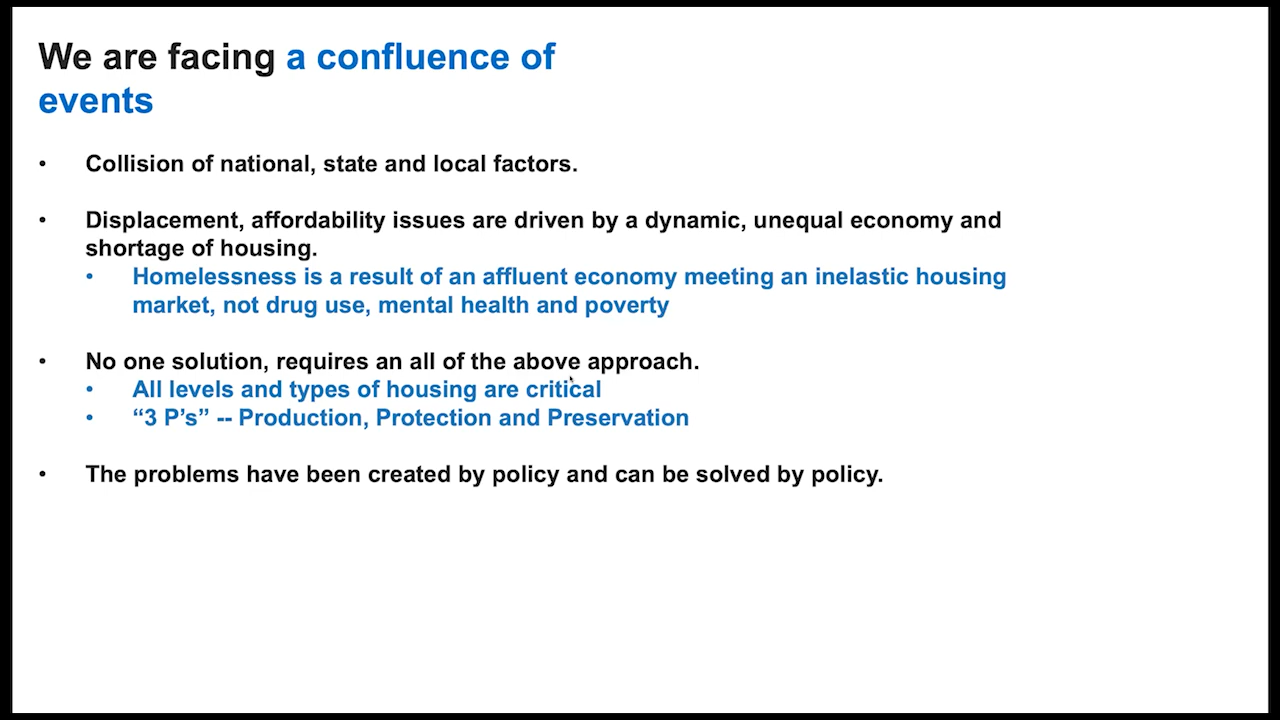 We are facing a confluence of
events
• Collision of national, state and local factors.
• Displacement, affordability issues are driven by a dynamic, unequal economy and
shortage of housing.
• Homelessness is a result of an affluent economy meeting an inelastic housing
market, not drug use, mental health and poverty
• No one solution, requires an all of the above approach.
• All levels and types of housing are critical
• “3 P’s” -- Production, Protection and Preservation
• The problems have been created by policy and can be solved by policy.